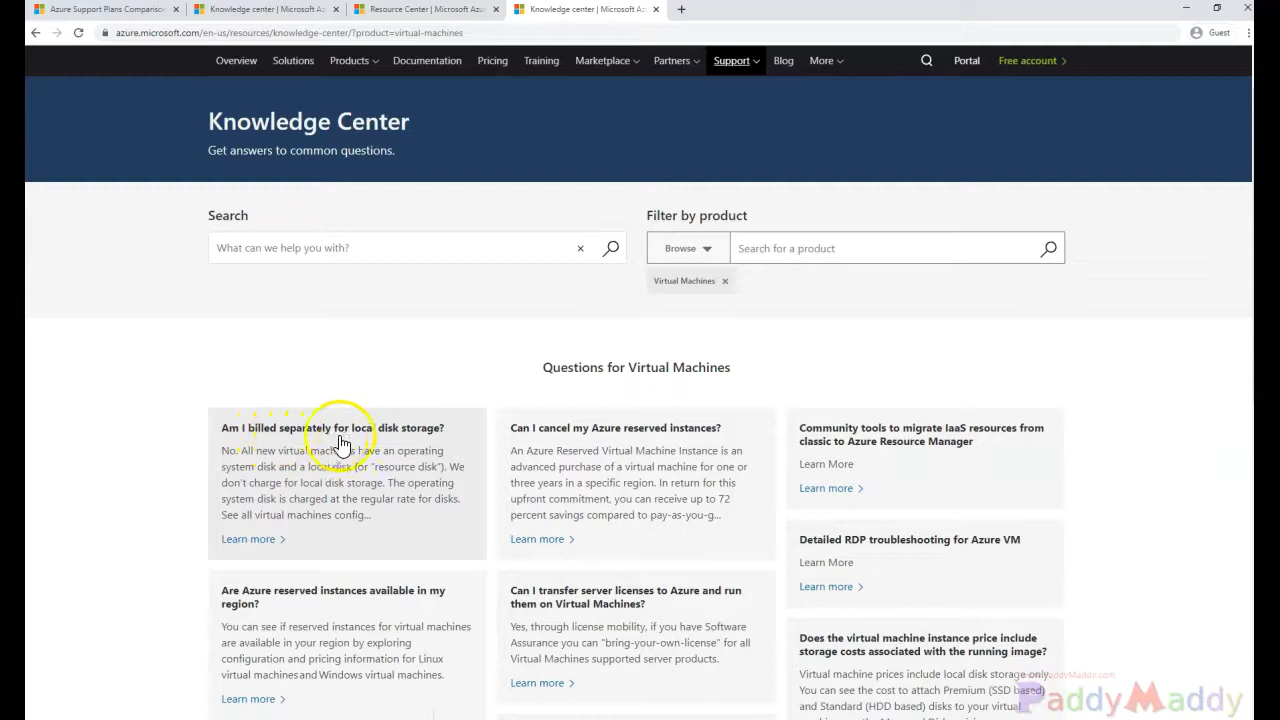 Azure Support Plans Comparison
Knowledge center | Microsoft Az
Resource Center | Microsoft Azu
Knowledge center | Microsoft Az
azure.microsoft.com/en-us/resources/knowledge-center/?product=virtual-machines
Guest
Overview Solutions Products Documentation Pricing Training Marketplace Partners Support Blog More Portal Free account
Knowledge Center
Get answers to common questions.
Search
What can we help you with?
Filter by product
Browse
Search for a product
Virtual Machines
Questions for Virtual Machines
Am I billed separately for local disk storage?
No. All new virtual machines have an operating
system disk and a local disk (or "resource disk"). We
don't charge for local disk storage. The operating
system disk is charged at the regular rate for disks.
See all virtual machines config...
Learn more
Can I cancel my Azure reserved instances?
An Azure Reserved Virtual Machine Instance is an
advanced purchase of a virtual machine for one or
three years in a specific region. In return for this
upfront commitment, you can receive up to 72
percent savings compared to pay-as-you-g...
Learn more
Community tools to migrate IaaS resources from
classic to Azure Resource Manager
Learn More
Learn more
Detailed RDP troubleshooting for Azure VM
Learn More
Learn more
Are Azure reserved instances available in my
region?
You can see if reserved instances for virtual machines
are available in your region by exploring
configuration and pricing information for Linux
virtual machines and Windows virtual machines.
Learn more
Can I transfer server licenses to Azure and run
them on Virtual Machines?
Yes, through license mobility, if you have Software
Assurance you can "bring-your-own-license" for all
Virtual Machines supported server products.
Learn more
Does the virtual machine instance price include
storage costs associated with the running image?
Virtual machine prices include local disk storage only.
You can see the cost to attach Premium (SSD based)
and Standard (HDD based) disks to your virtual
PaddyMaddy